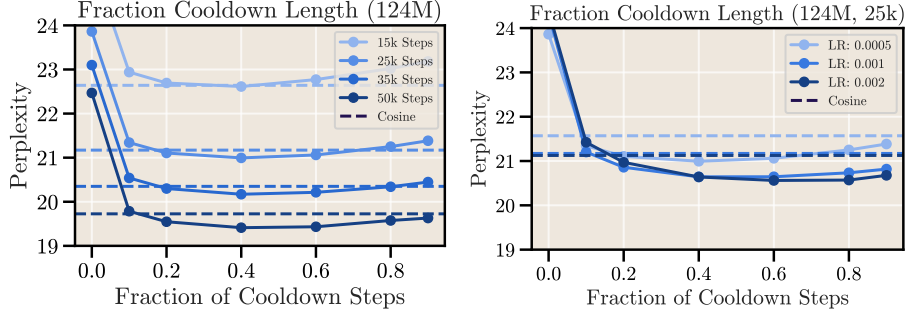 Fraction Cooldown Length (124M)
24
23
22
21
20
19
Perplexity
15k Steps
25k Steps
35k Steps
50k Steps
Cosine
0.0 0.2 0.4 0.6 0.8
Fraction of Cooldown Steps
Fraction Cooldown Length (124M, 25k)
24
23
22
21
20
19
Perplexity
LR: 0.0005
LR: 0.001
LR: 0.002
Cosine
0.0 0.2 0.4 0.6 0.8
Fraction of Cooldown Steps